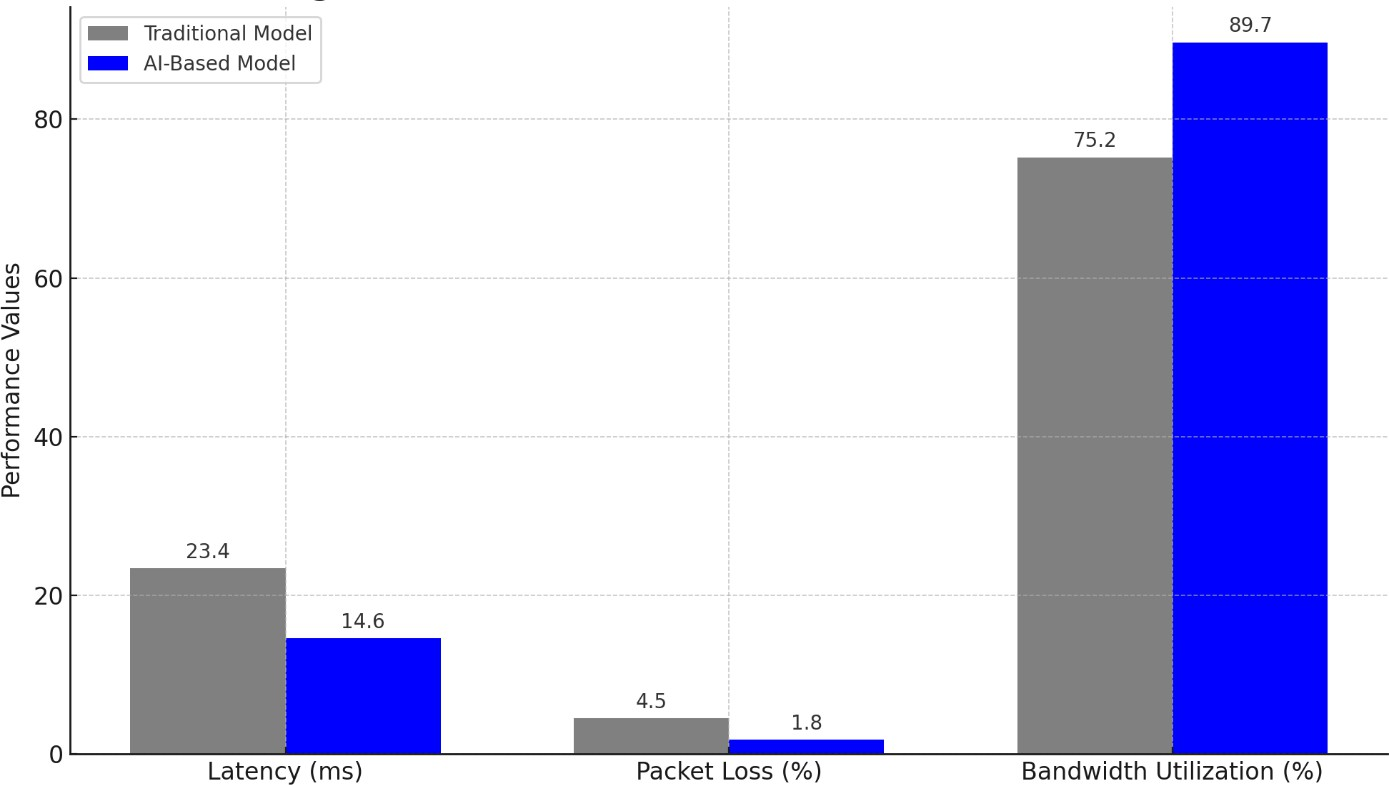 Traditional Model
AI-Based Model
Performance Values
80
60
40
20
0
23.4
14.6
4.5
1.8
75.2
89.7
Latency (ms)
Packet Loss (%)
Bandwidth Utilization (%)